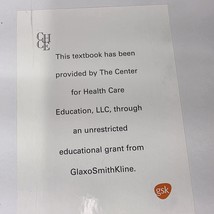 CHCE
This textbook has been
provided by The Center
for Health Care
Education, LLC, through
an unrestricted
educational grant from
GlaxoSmithKline.
gsk